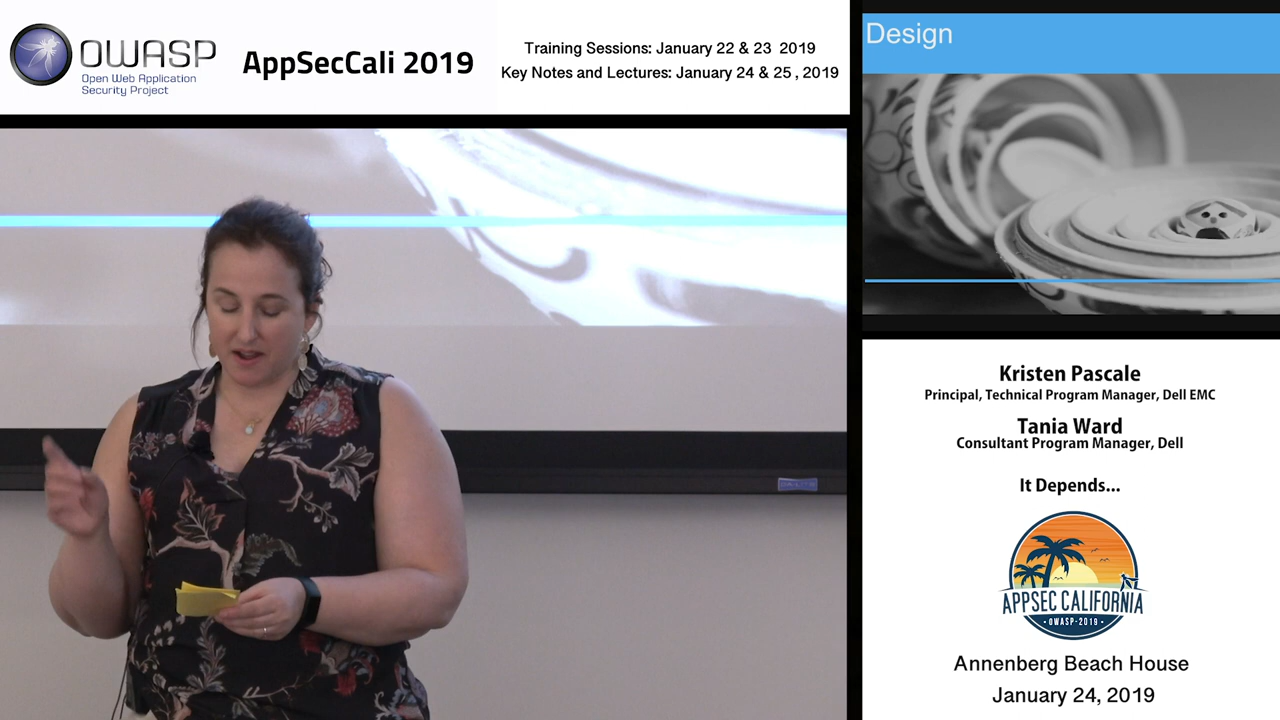 OWASP
Open Web Application
Security Project
AppSecCali 2019
Training Sessions: January 22 & 23 2019
Key Notes and Lectures: January 24 & 25 , 2019
Design
Kristen Pascale
Principal, Technical Program Manager, Dell EMC
Tania Ward
Consultant Program Manager, Dell
It Depends...
APPSEC CALIFORNIA
• OWASP-2019 •
Annenberg Beach House
January 24, 2019